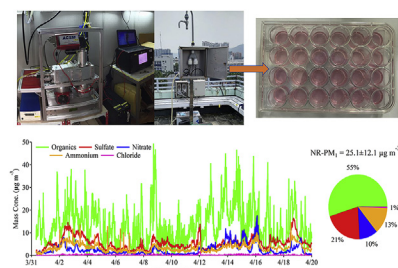 ACSM
Organics Sulfate Nitrate
Ammonium Chloride
Mass Conc. (μg m⁻³)
50
40
30
20
10
0
3/31 4/2 4/4 4/6 4/8 4/10 4/12 4/14 4/16 4/18 4/20
NR-PM₁ = 25.1±12.1 μg m⁻
55%
1%
13%
10%
21%